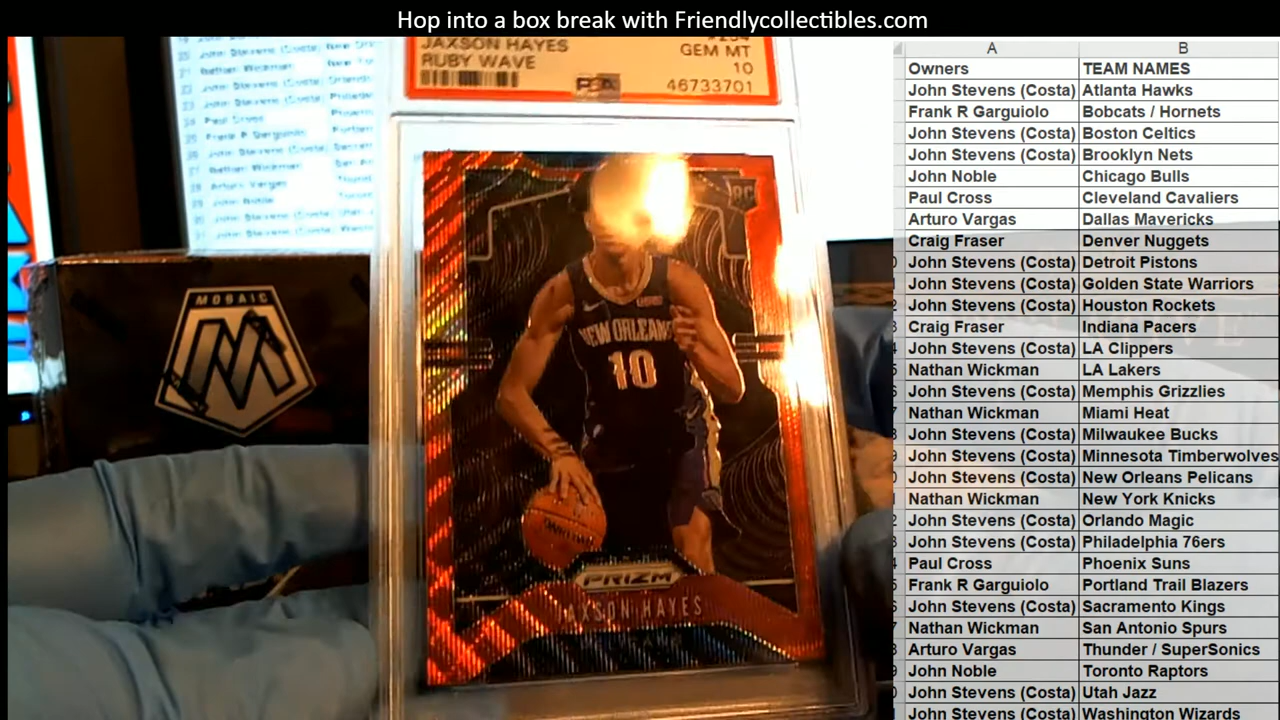 Hop into a box break with Friendlycollectibles.com
JAXSON HAYES
RUBY WAVE
GEM MT
10
PSA
46733701
RC
MOSAIC
NEW ORLEANS
10
PRIZM
JAXSON HAYES
A B
Owners TEAM NAMES
John Stevens (Costa) Atlanta Hawks
Frank R Garguiolo Bobcats / Hornets
John Stevens (Costa) Boston Celtics
John Stevens (Costa) Brooklyn Nets
John Noble Chicago Bulls
Paul Cross Cleveland Cavaliers
Arturo Vargas Dallas Mavericks
Craig Fraser Denver Nuggets
John Stevens (Costa) Detroit Pistons
John Stevens (Costa) Golden State Warriors
John Stevens (Costa) Houston Rockets
Craig Fraser Indiana Pacers
John Stevens (Costa) LA Clippers
Nathan Wickman LA Lakers
John Stevens (Costa) Memphis Grizzlies
Nathan Wickman Miami Heat
John Stevens (Costa) Milwaukee Bucks
John Stevens (Costa) Minnesota Timberwolves
John Stevens (Costa) New Orleans Pelicans
Nathan Wickman New York Knicks
John Stevens (Costa) Orlando Magic
John Stevens (Costa) Philadelphia 76ers
Paul Cross Phoenix Suns
Frank R Garguiolo Portland Trail Blazers
John Stevens (Costa) Sacramento Kings
Nathan Wickman San Antonio Spurs
Arturo Vargas Thunder / SuperSonics
John Noble Toronto Raptors
John Stevens (Costa) Utah Jazz
John Stevens (Costa) Washington Wizards